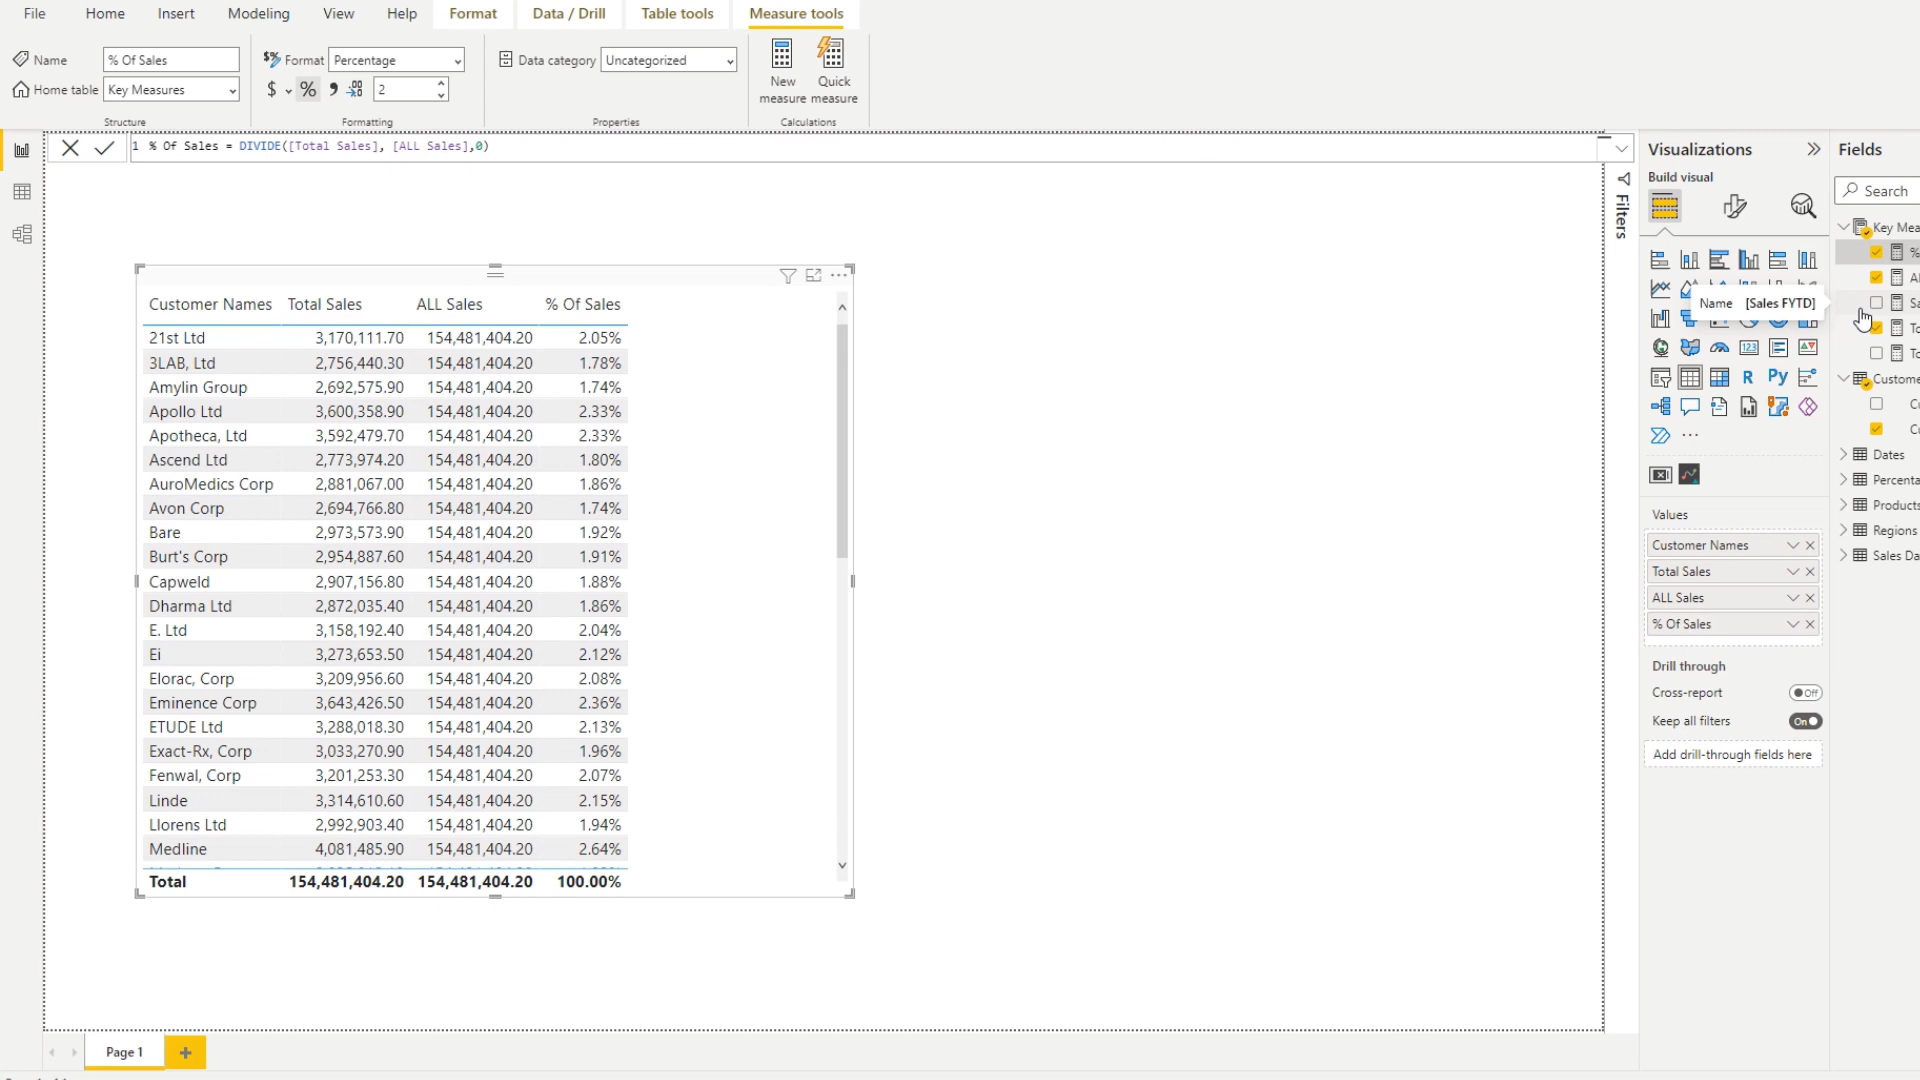 File Home Insert Modeling View Help Format Data / Drill Table tools Measure tools
Name % Of Sales
Home table Key Measures
Structure
Format Percentage
$ % 2
Formatting
Data category Uncategorized
Properties
New measure
Quick measure
Calculations
1 % Of Sales = DIVIDE([Total Sales], [ALL Sales],0)
Customer Names Total Sales ALL Sales % Of Sales
21st Ltd 3,170,111.70 154,481,404.20 2.05%
3LAB, Ltd 2,756,440.30 154,481,404.20 1.78%
Amylin Group 2,692,575.90 154,481,404.20 1.74%
Apollo Ltd 3,600,358.90 154,481,404.20 2.33%
Apotheca, Ltd 3,592,479.70 154,481,404.20 2.33%
Ascend Ltd 2,773,974.20 154,481,404.20 1.80%
AuroMedics Corp 2,881,067.00 154,481,404.20 1.86%
Avon Corp 2,694,766.80 154,481,404.20 1.74%
Bare 2,973,573.90 154,481,404.20 1.92%
Burt's Corp 2,954,887.60 154,481,404.20 1.91%
Capweld 2,907,156.80 154,481,404.20 1.88%
Dharma Ltd 2,872,035.40 154,481,404.20 1.86%
E. Ltd 3,158,192.40 154,481,404.20 2.04%
Ei 3,273,653.50 154,481,404.20 2.12%
Elorac, Corp 3,209,956.60 154,481,404.20 2.08%
Eminence Corp 3,643,426.50 154,481,404.20 2.36%
ETUDE Ltd 3,288,018.30 154,481,404.20 2.13%
Exact-Rx, Corp 3,033,270.90 154,481,404.20 1.96%
Fenwal, Corp 3,201,253.30 154,481,404.20 2.07%
Linde 3,314,610.60 154,481,404.20 2.15%
Llorens Ltd 2,992,903.40 154,481,404.20 1.94%
Medline 4,081,485.90 154,481,404.20 2.64%
Total 154,481,404.20 154,481,404.20 100.00%
Page 1
Filters
Visualizations
Build visual
Name [Sales FYTD]
123
R Py
Values
Customer Names
Total Sales
ALL Sales
% Of Sales
Drill through
Cross-report Off
Keep all filters On
Add drill-through fields here
Fields
Search
Key Mea
%
Al
Sa
To
To
Custome
Cu
Cu
Dates
Percenta
Products
Regions
Sales Da